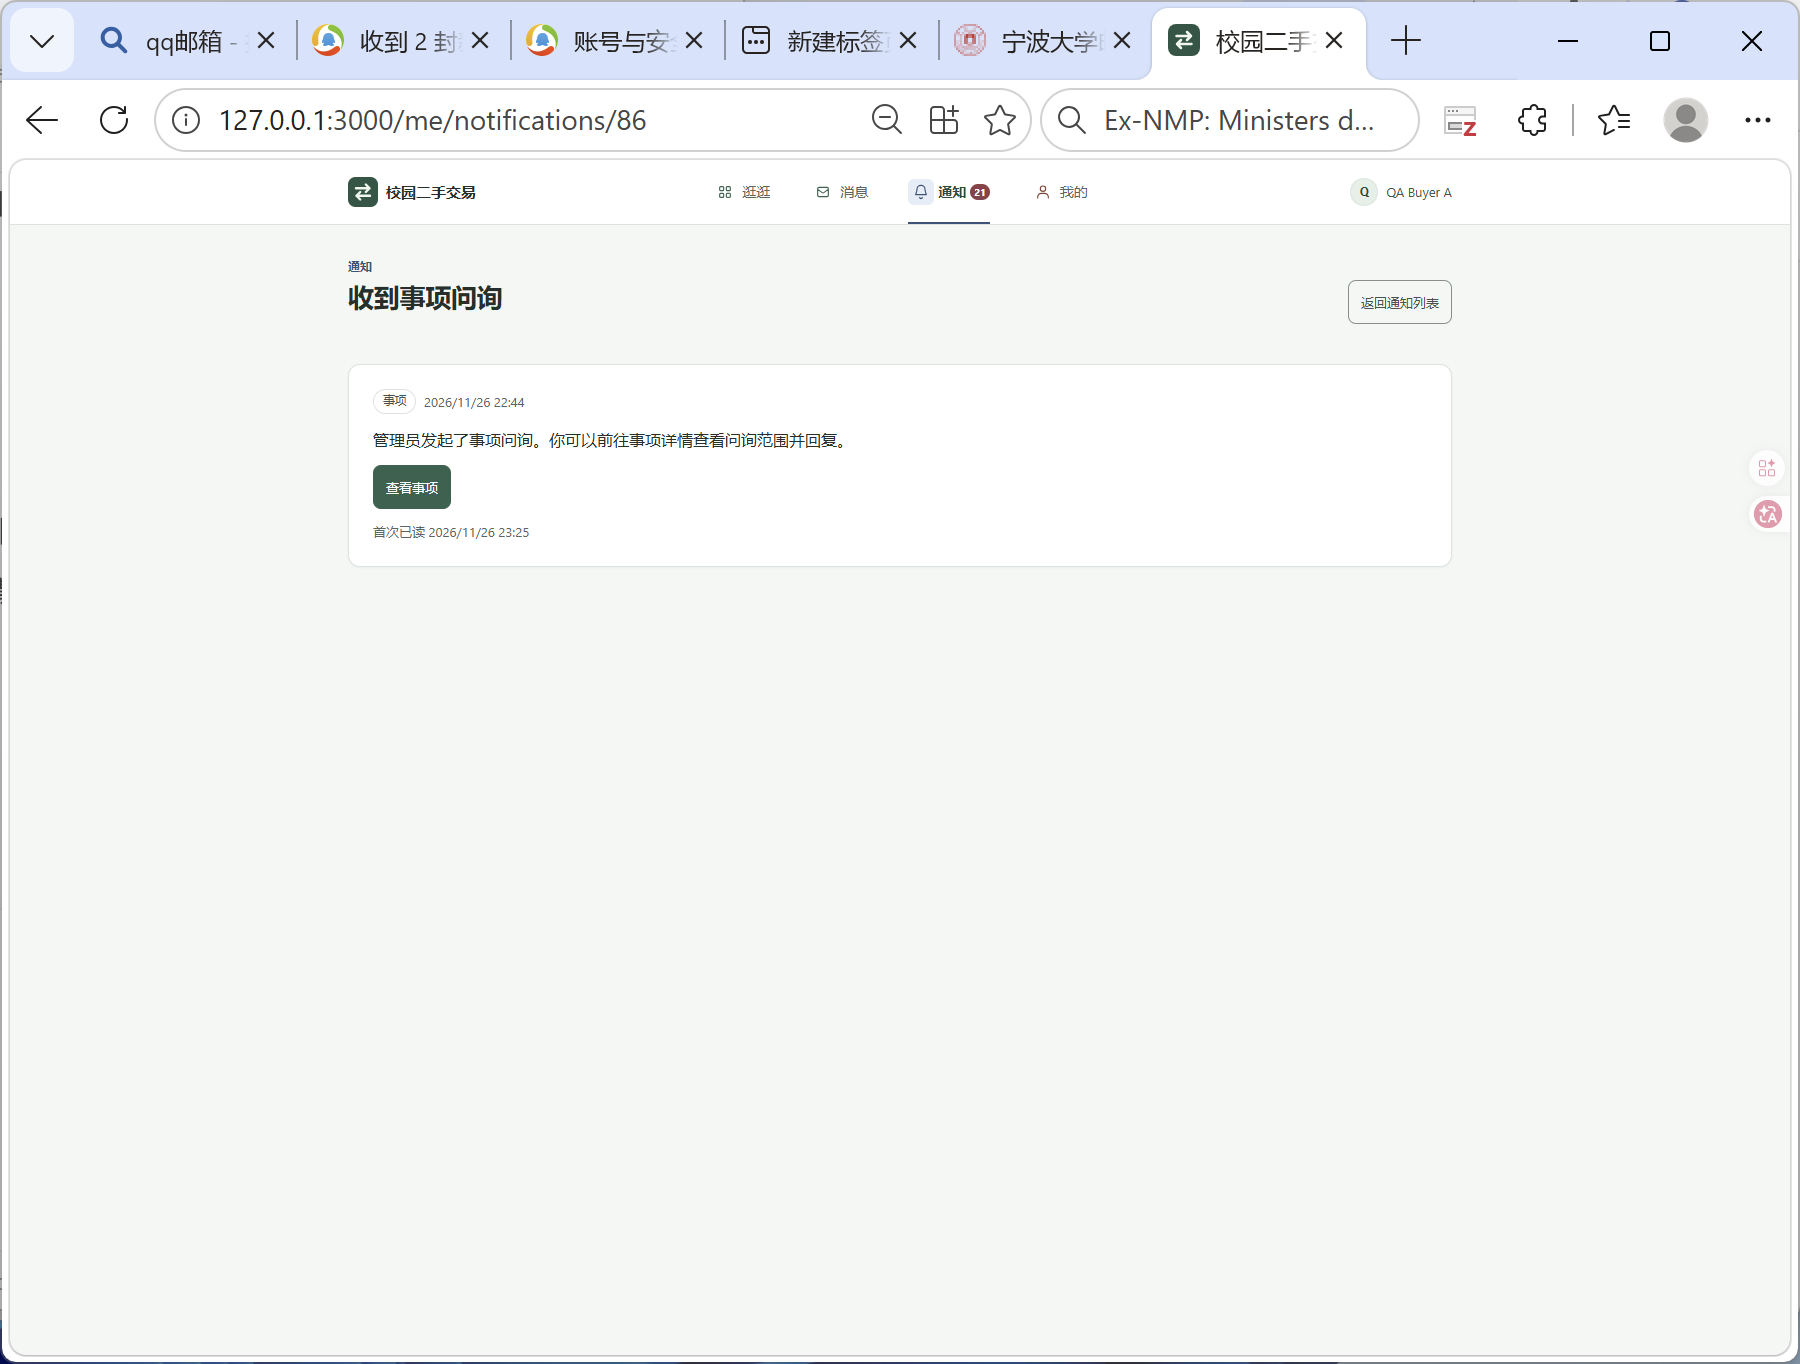 qq邮箱 -
收到 2 封
账号与安
新建标签
宁波大学
校园二手
127.0.0.1:3000/me/notifications/86
Ex-NMP: Ministers d...
校园二手交易
逛逛
消息
通知 21
我的
Q QA Buyer A
通知
收到事项问询
返回通知列表
事项 2026/11/26 22:44
管理员发起了事项问询。你可以前往事项详情查看问询范围并回复。
查看事项
首次已读 2026/11/26 23:25